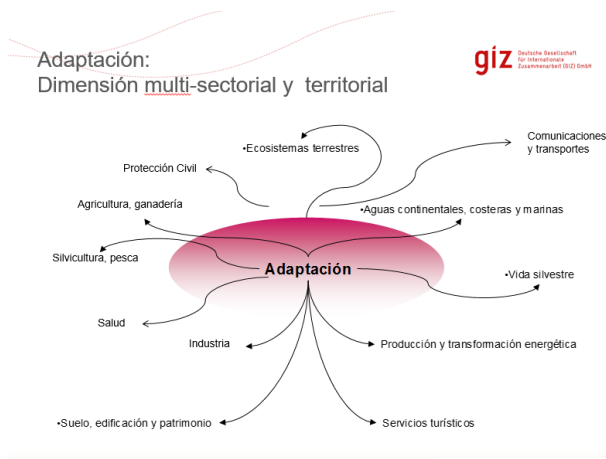 Adaptación:
Dimensión multi-sectorial y territorial
giz
Deutsche Gesellschaft
für Internationale
Zusammenarbeit (GIZ) GmbH
•Ecosistemas terrestres
Comunicaciones
y transportes
Protección Civil
Agricultura, ganadería
•Aguas continentales, costeras y marinas
Silvicultura, pesca
Adaptación
•Vida silvestre
Salud
Industria
Producción y transformación energética
•Suelo, edificación y patrimonio
Servicios turísticos